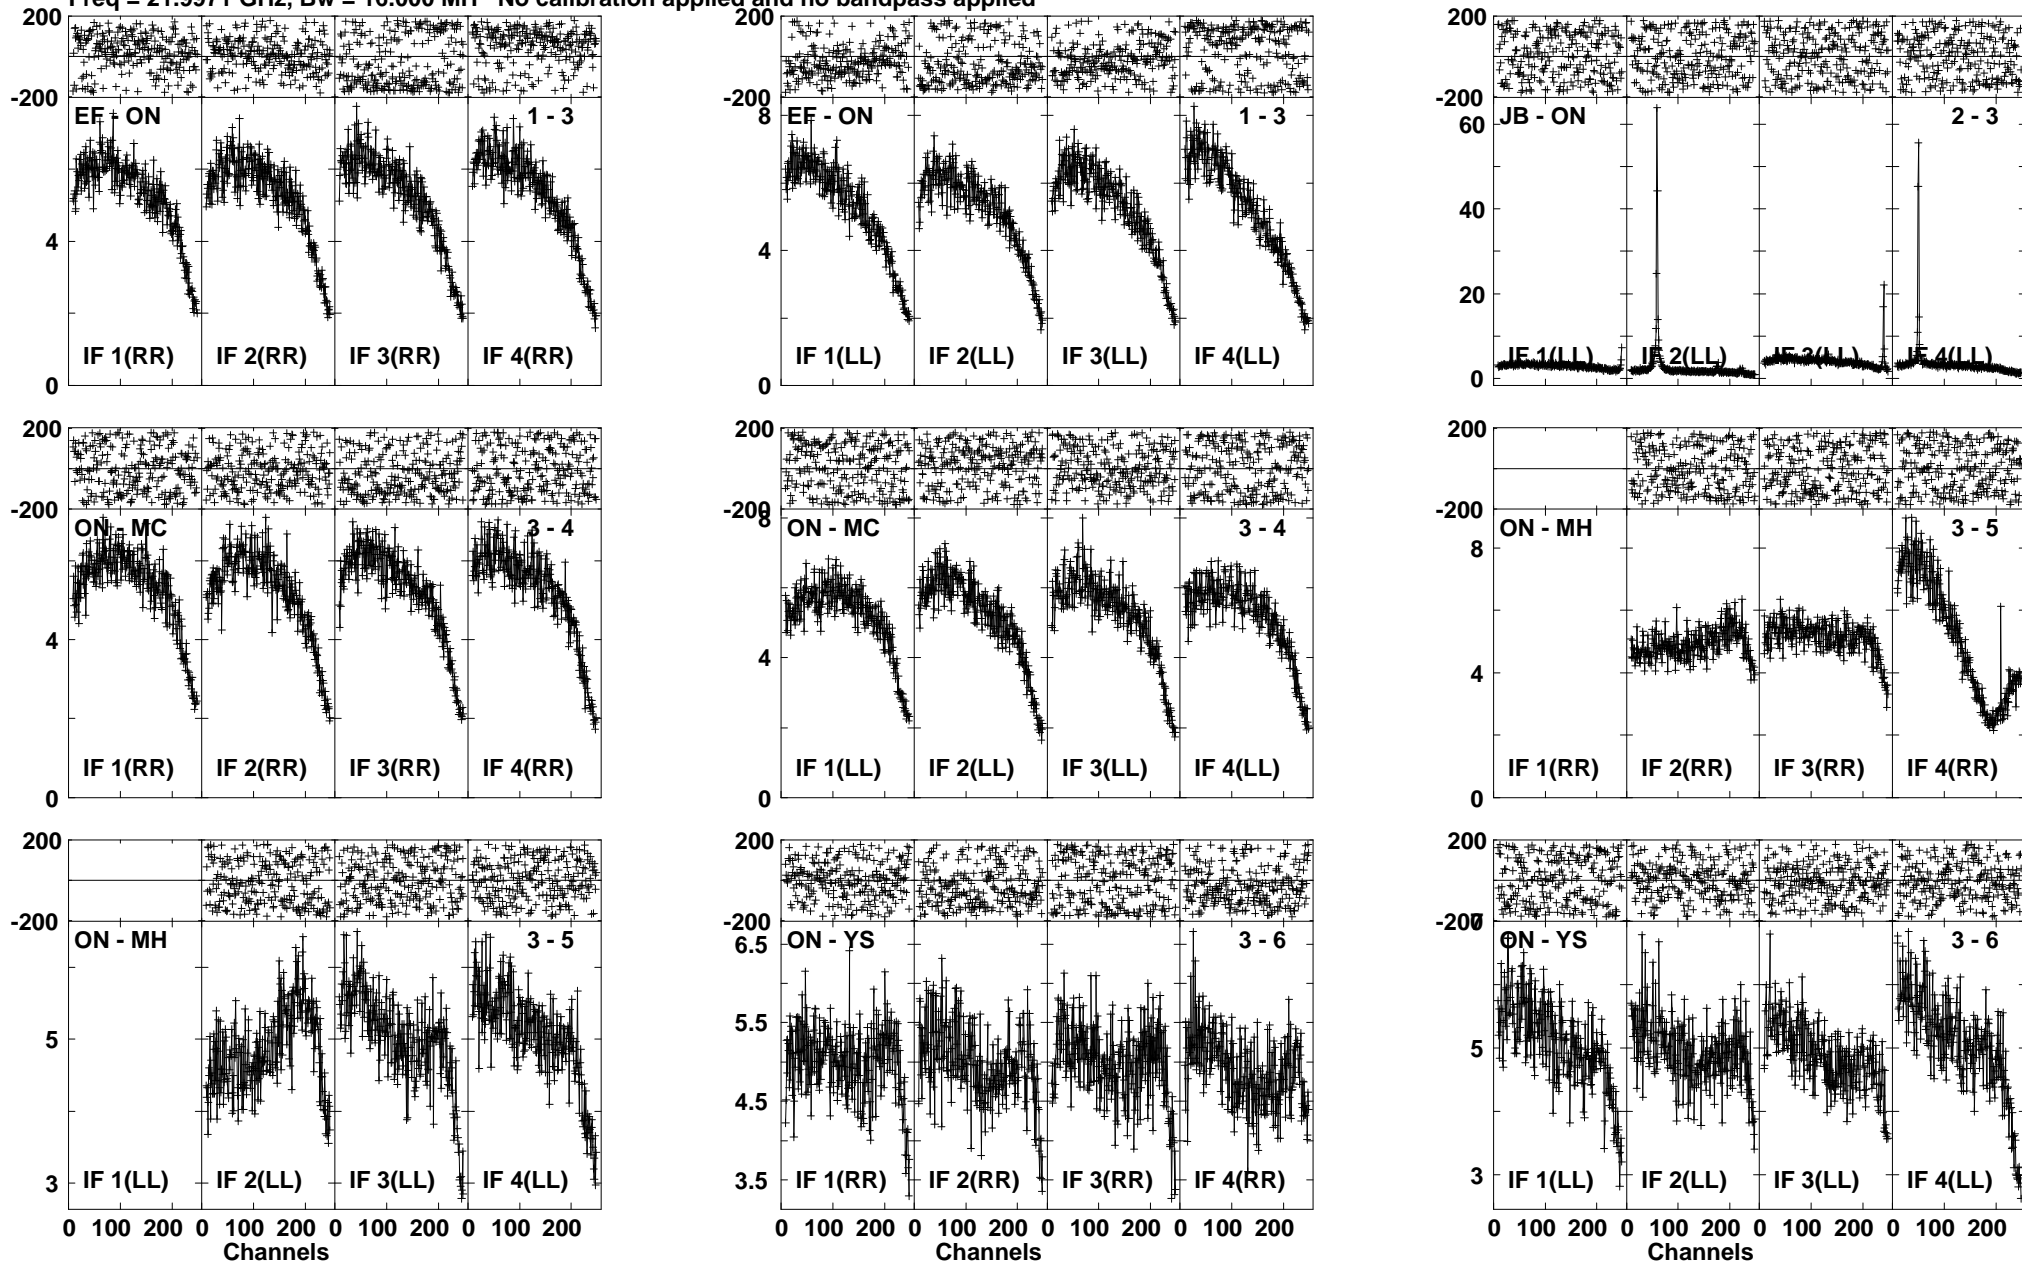 Freq = 21.9971 GHz, Bw = 16.000 MH No calibration applied and no bandpass applied
200 200 200
-200 -200 -200
EF - ON 1 - 3 8 EF - ON 1 - 3 60 JB - ON 2 - 3
4 4 40
20
IF 1(RR) IF 2(RR) IF 3(RR) IF 4(RR) IF 1(LL) IF 2(LL) IF 3(LL) IF 4(LL) IF 1(LL) IF 2(LL) IF 3(LL) IF 4(LL)
0 0 0
200 200 200
-200 -200 -200
ON - MC 3 - 4 8 ON - MC 3 - 4 ON - MH 3 - 5
8
4 4 4
IF 1(RR) IF 2(RR) IF 3(RR) IF 4(RR) IF 1(LL) IF 2(LL) IF 3(LL) IF 4(LL) IF 1(RR) IF 2(RR) IF 3(RR) IF 4(RR)
0 0 0
200 200 200
-200 -200 -200
7
ON - MH 3 - 5 6.5 ON - YS 3 - 6 ON - YS 3 - 6
5 5.5 5
4.5
3 IF 1(LL) IF 2(LL) IF 3(LL) IF 4(LL) 3.5 IF 1(RR) IF 2(RR) IF 3(RR) IF 4(RR) 3 IF 1(LL) IF 2(LL) IF 3(LL) IF 4(LL)
0 100 200 0 100 200 0 100 200 0 100 200 0 100 200 0 100 200 0 100 200 0 100 200 0 100 200 0 100 200 0 100 200 0 100 200
Channels Channels